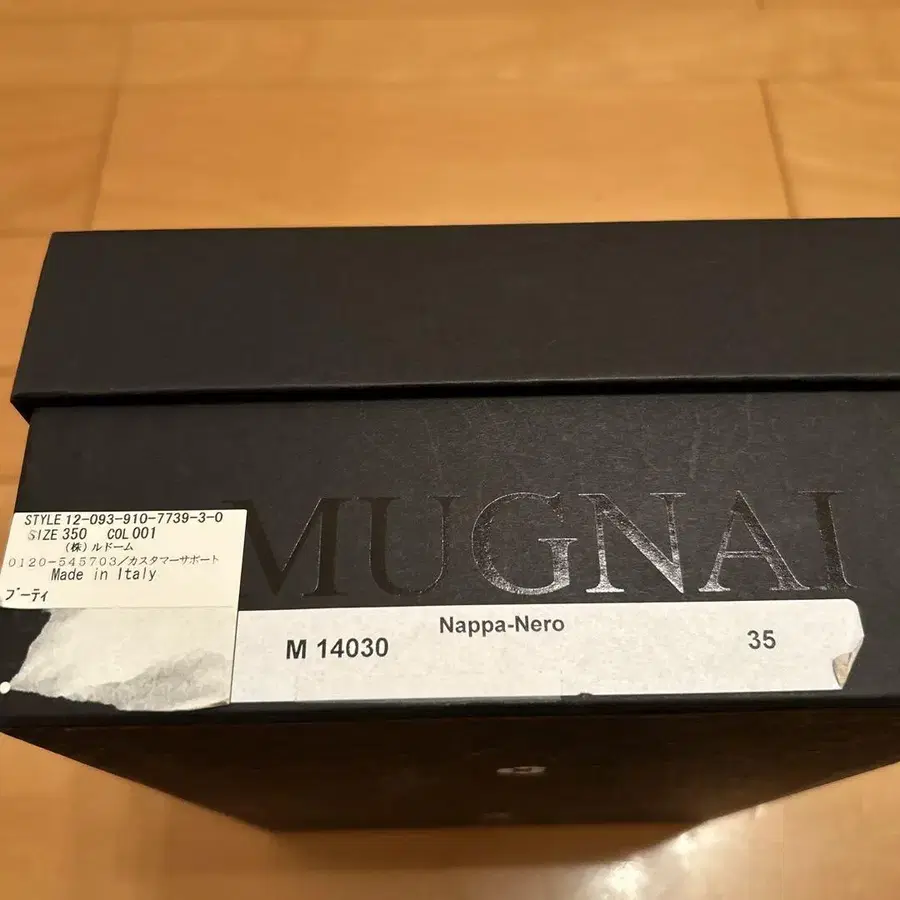 MUGNAI
STYLE 12-093-910-7739-3-0
SIZE 350 COL 001
(株)ルドーム
0120-545703/カスタマーサポート
Made in Italy
ブーティ
Nappa-Nero
M 14030
35